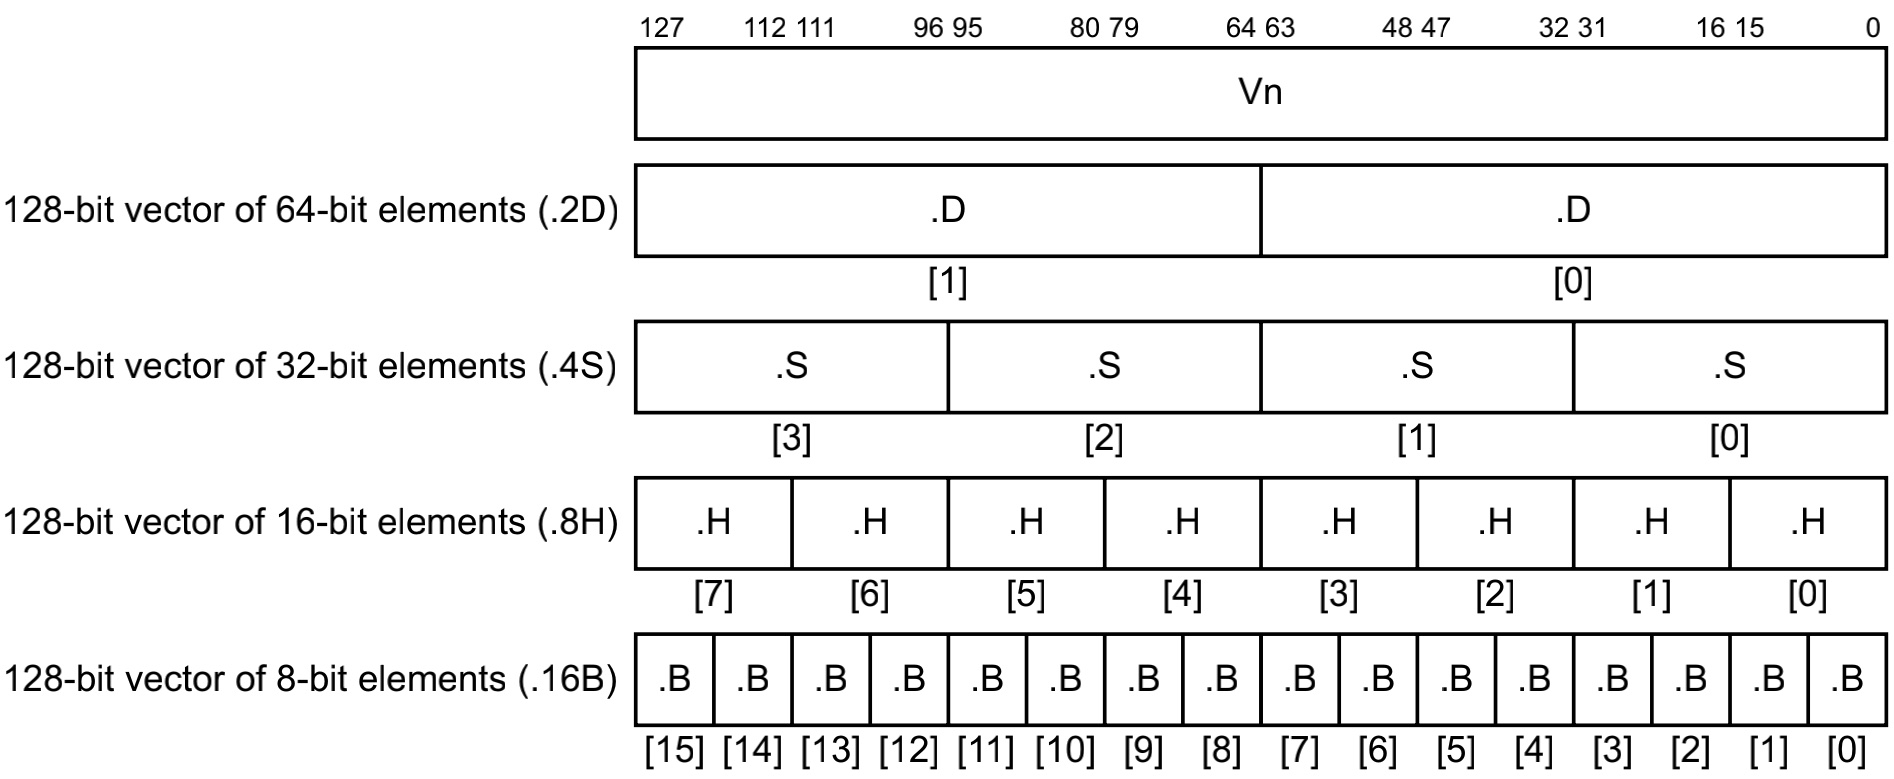 127 112 111 96 95 80 79 64 63 48 47 32 31 16 15 0
Vn
128-bit vector of 64-bit elements (.2D) .D .D
[1] [0]
128-bit vector of 32-bit elements (.4S) .S .S .S .S
[3] [2] [1] [0]
128-bit vector of 16-bit elements (.8H) .H .H .H .H .H .H .H .H
[7] [6] [5] [4] [3] [2] [1] [0]
128-bit vector of 8-bit elements (.16B) .B .B .B .B .B .B .B .B .B .B .B .B .B .B .B .B
[15] [14] [13] [12] [11] [10] [9] [8] [7] [6] [5] [4] [3] [2] [1] [0]